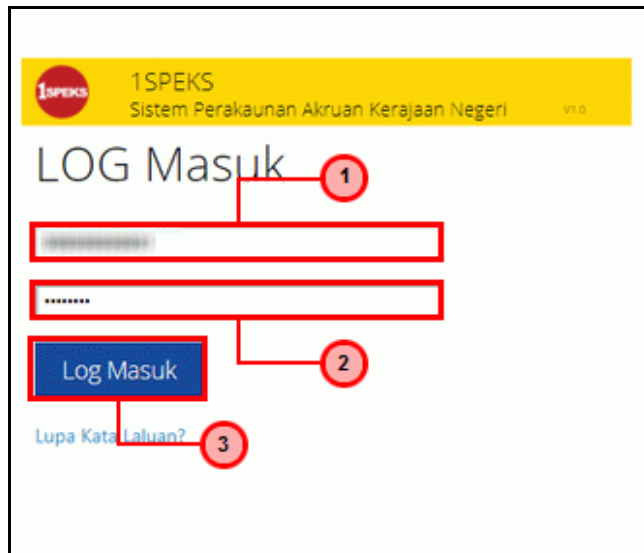 1SPEKS
1SPEKS
Sistem Perakaunan Akruan Kerajaan Negeri V1.0
LOG Masuk
1
........
2
Log Masuk
Lupa Kata Laluan?
3